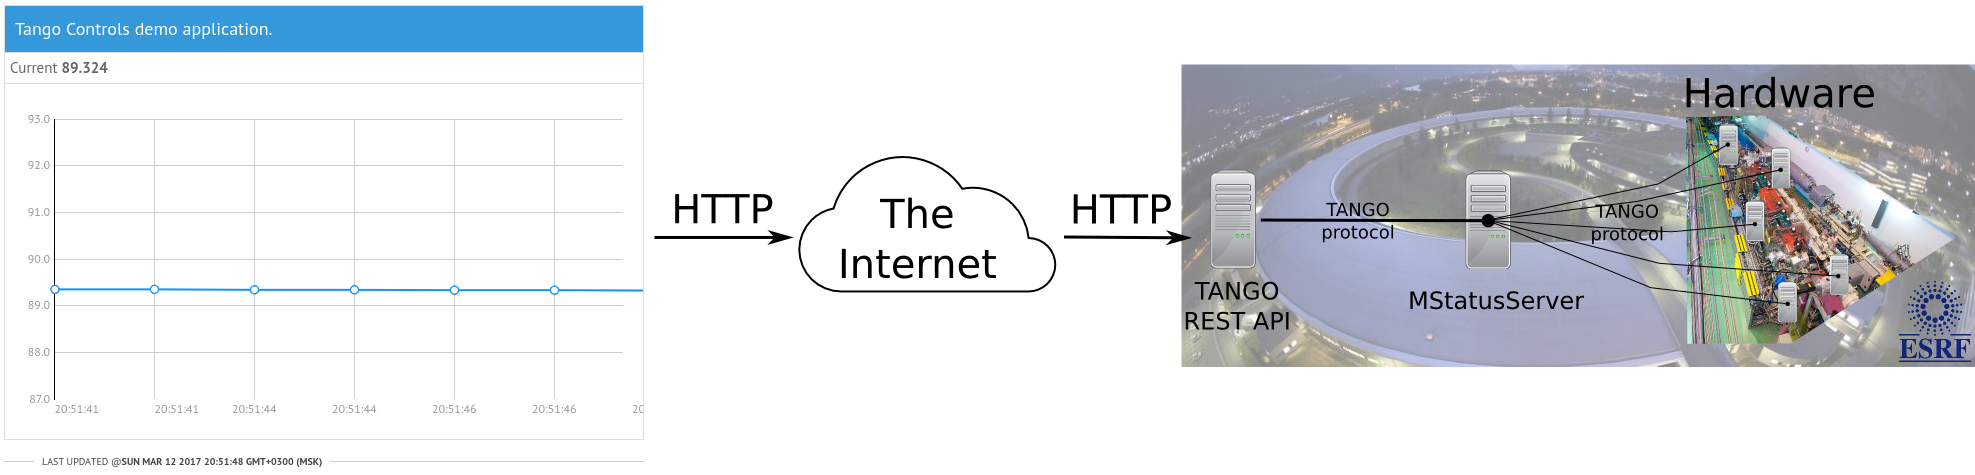 Tango Controls demo application.
Current 89.324
93.0
92.0
91.0
90.0
89.0
88.0
87.0
20:51:41
20:51:41
20:51:44
20:51:44
20:51:46
20:51:46
20
LAST UPDATED @SUN MAR 12 2017 20:51:48 GMT+0300 (MSK)
HTTP
The
Internet
HTTP
TANGO
REST API
TANGO
protocol
MStatusServer
TANGO
protocol
Hardware
ESRF